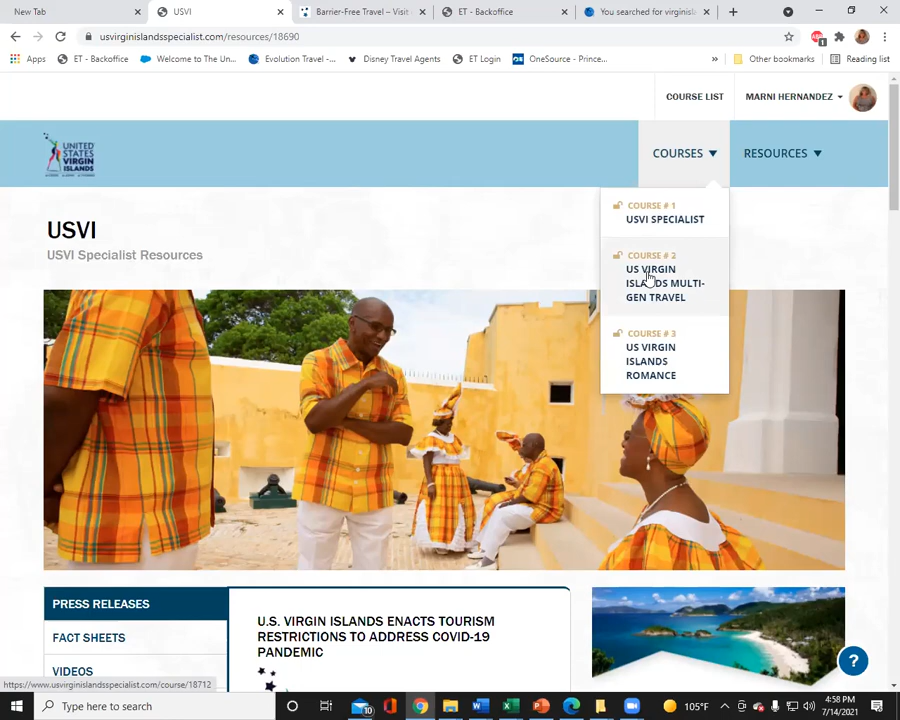 New Tab
USVI
Barrier-Free Travel – Visit
ET - Backoffice
You searched for virginisl
usvirginislandsspecialist.com/resources/18690
Apps
ET - Backoffice
Welcome to The Un...
Evolution Travel -...
Disney Travel Agents
ET Login
OneSource - Prince...
»
Other bookmarks
Reading list
COURSE LIST
MARNI HERNANDEZ
UNITED
STATES
VIRGIN
ISLANDS
COURSES
RESOURCES
COURSE # 1
USVI SPECIALIST
COURSE # 2
US VIRGIN
ISLANDS MULTI-
GEN TRAVEL
COURSE # 3
US VIRGIN
ISLANDS
ROMANCE
USVI
USVI Specialist Resources
PRESS RELEASES
FACT SHEETS
VIDEOS
U.S. VIRGIN ISLANDS ENACTS TOURISM
RESTRICTIONS TO ADDRESS COVID-19
PANDEMIC
?
https://www.usvirginislandsspecialist.com/course/18712
Type here to search
10
105°F
4:58 PM
7/14/2021